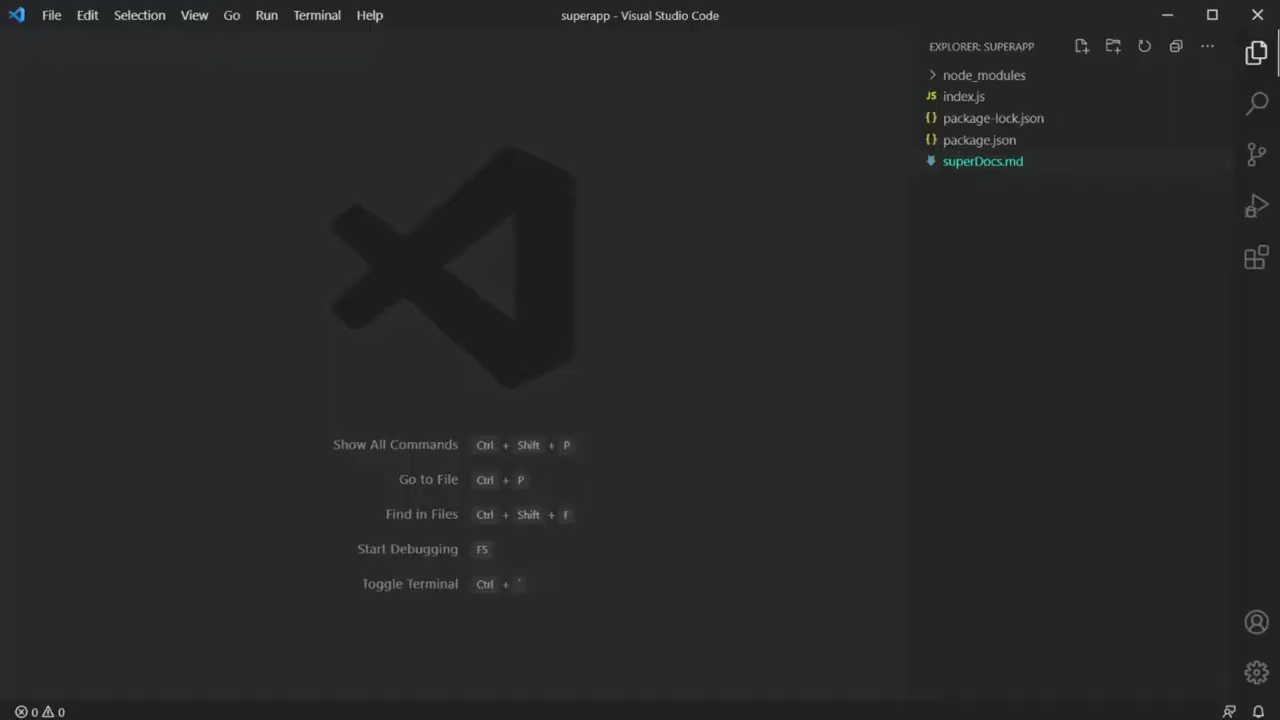 File Edit Selection View Go Run Terminal Help
superapp - Visual Studio Code
EXPLORER: SUPERAPP
node_modules
JS index.js
{} package-lock.json
{} package.json
superDocs.md
Show All Commands Ctrl + Shift + P
Go to File Ctrl + P
Find in Files Ctrl + Shift + F
Start Debugging F5
Toggle Terminal Ctrl + `
0 0